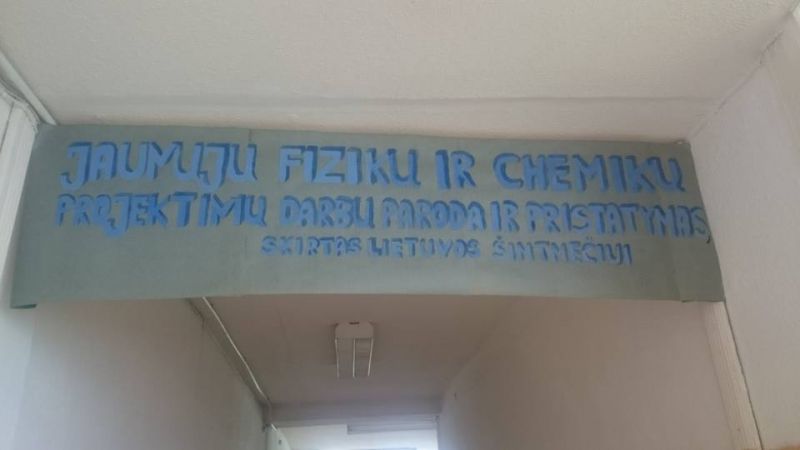 JAUNŲJŲ FIZIKŲ IR CHEMIKŲ
PROJEKTINIŲ DARBŲ PARODA IR PRISTATYMAS
SKIRTAS LIETUVOS ŠIMTMEČIUI